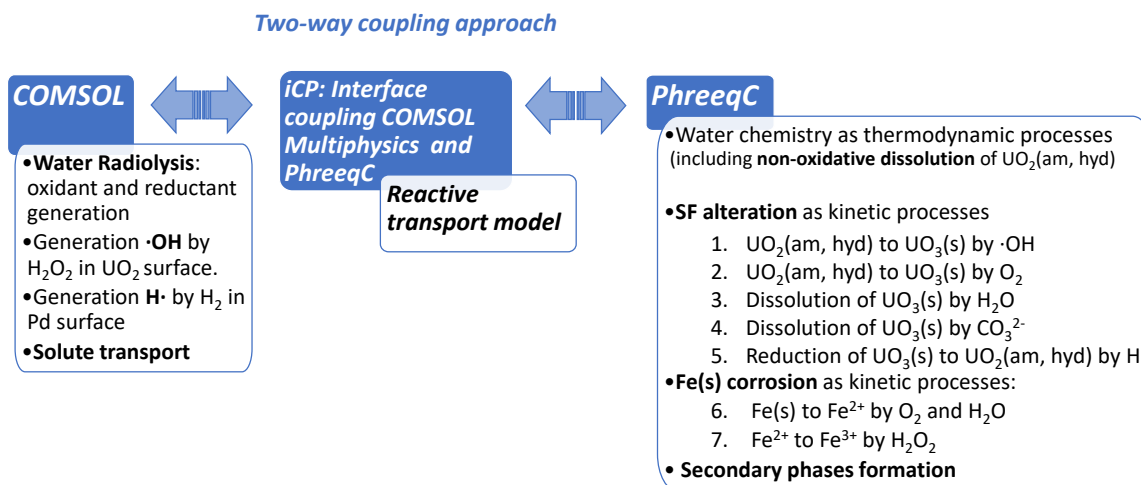 Two-way coupling approach
COMSOL
•Water Radiolysis:
oxidant and reductant
generation
•Generation ·OH by
H₂O₂ in UO₂ surface.
•Generation H· by H₂ in
Pd surface
•Solute transport
iCP: Interface
coupling COMSOL
Multiphysics and
PhreeqC
Reactive
transport model
PhreeqC
•Water chemistry as thermodynamic processes
(including non-oxidative dissolution of UO₂(am, hyd)
•SF alteration as kinetic processes
1. UO₂(am, hyd) to UO₃(s) by ·OH
2. UO₂(am, hyd) to UO₃(s) by O₂
3. Dissolution of UO₃(s) by H₂O
4. Dissolution of UO₃(s) by CO₃²⁻
5. Reduction of UO₃(s) to UO₂(am, hyd) by H
•Fe(s) corrosion as kinetic processes:
6. Fe(s) to Fe²⁺ by O₂ and H₂O
7. Fe²⁺ to Fe³⁺ by H₂O₂
• Secondary phases formation